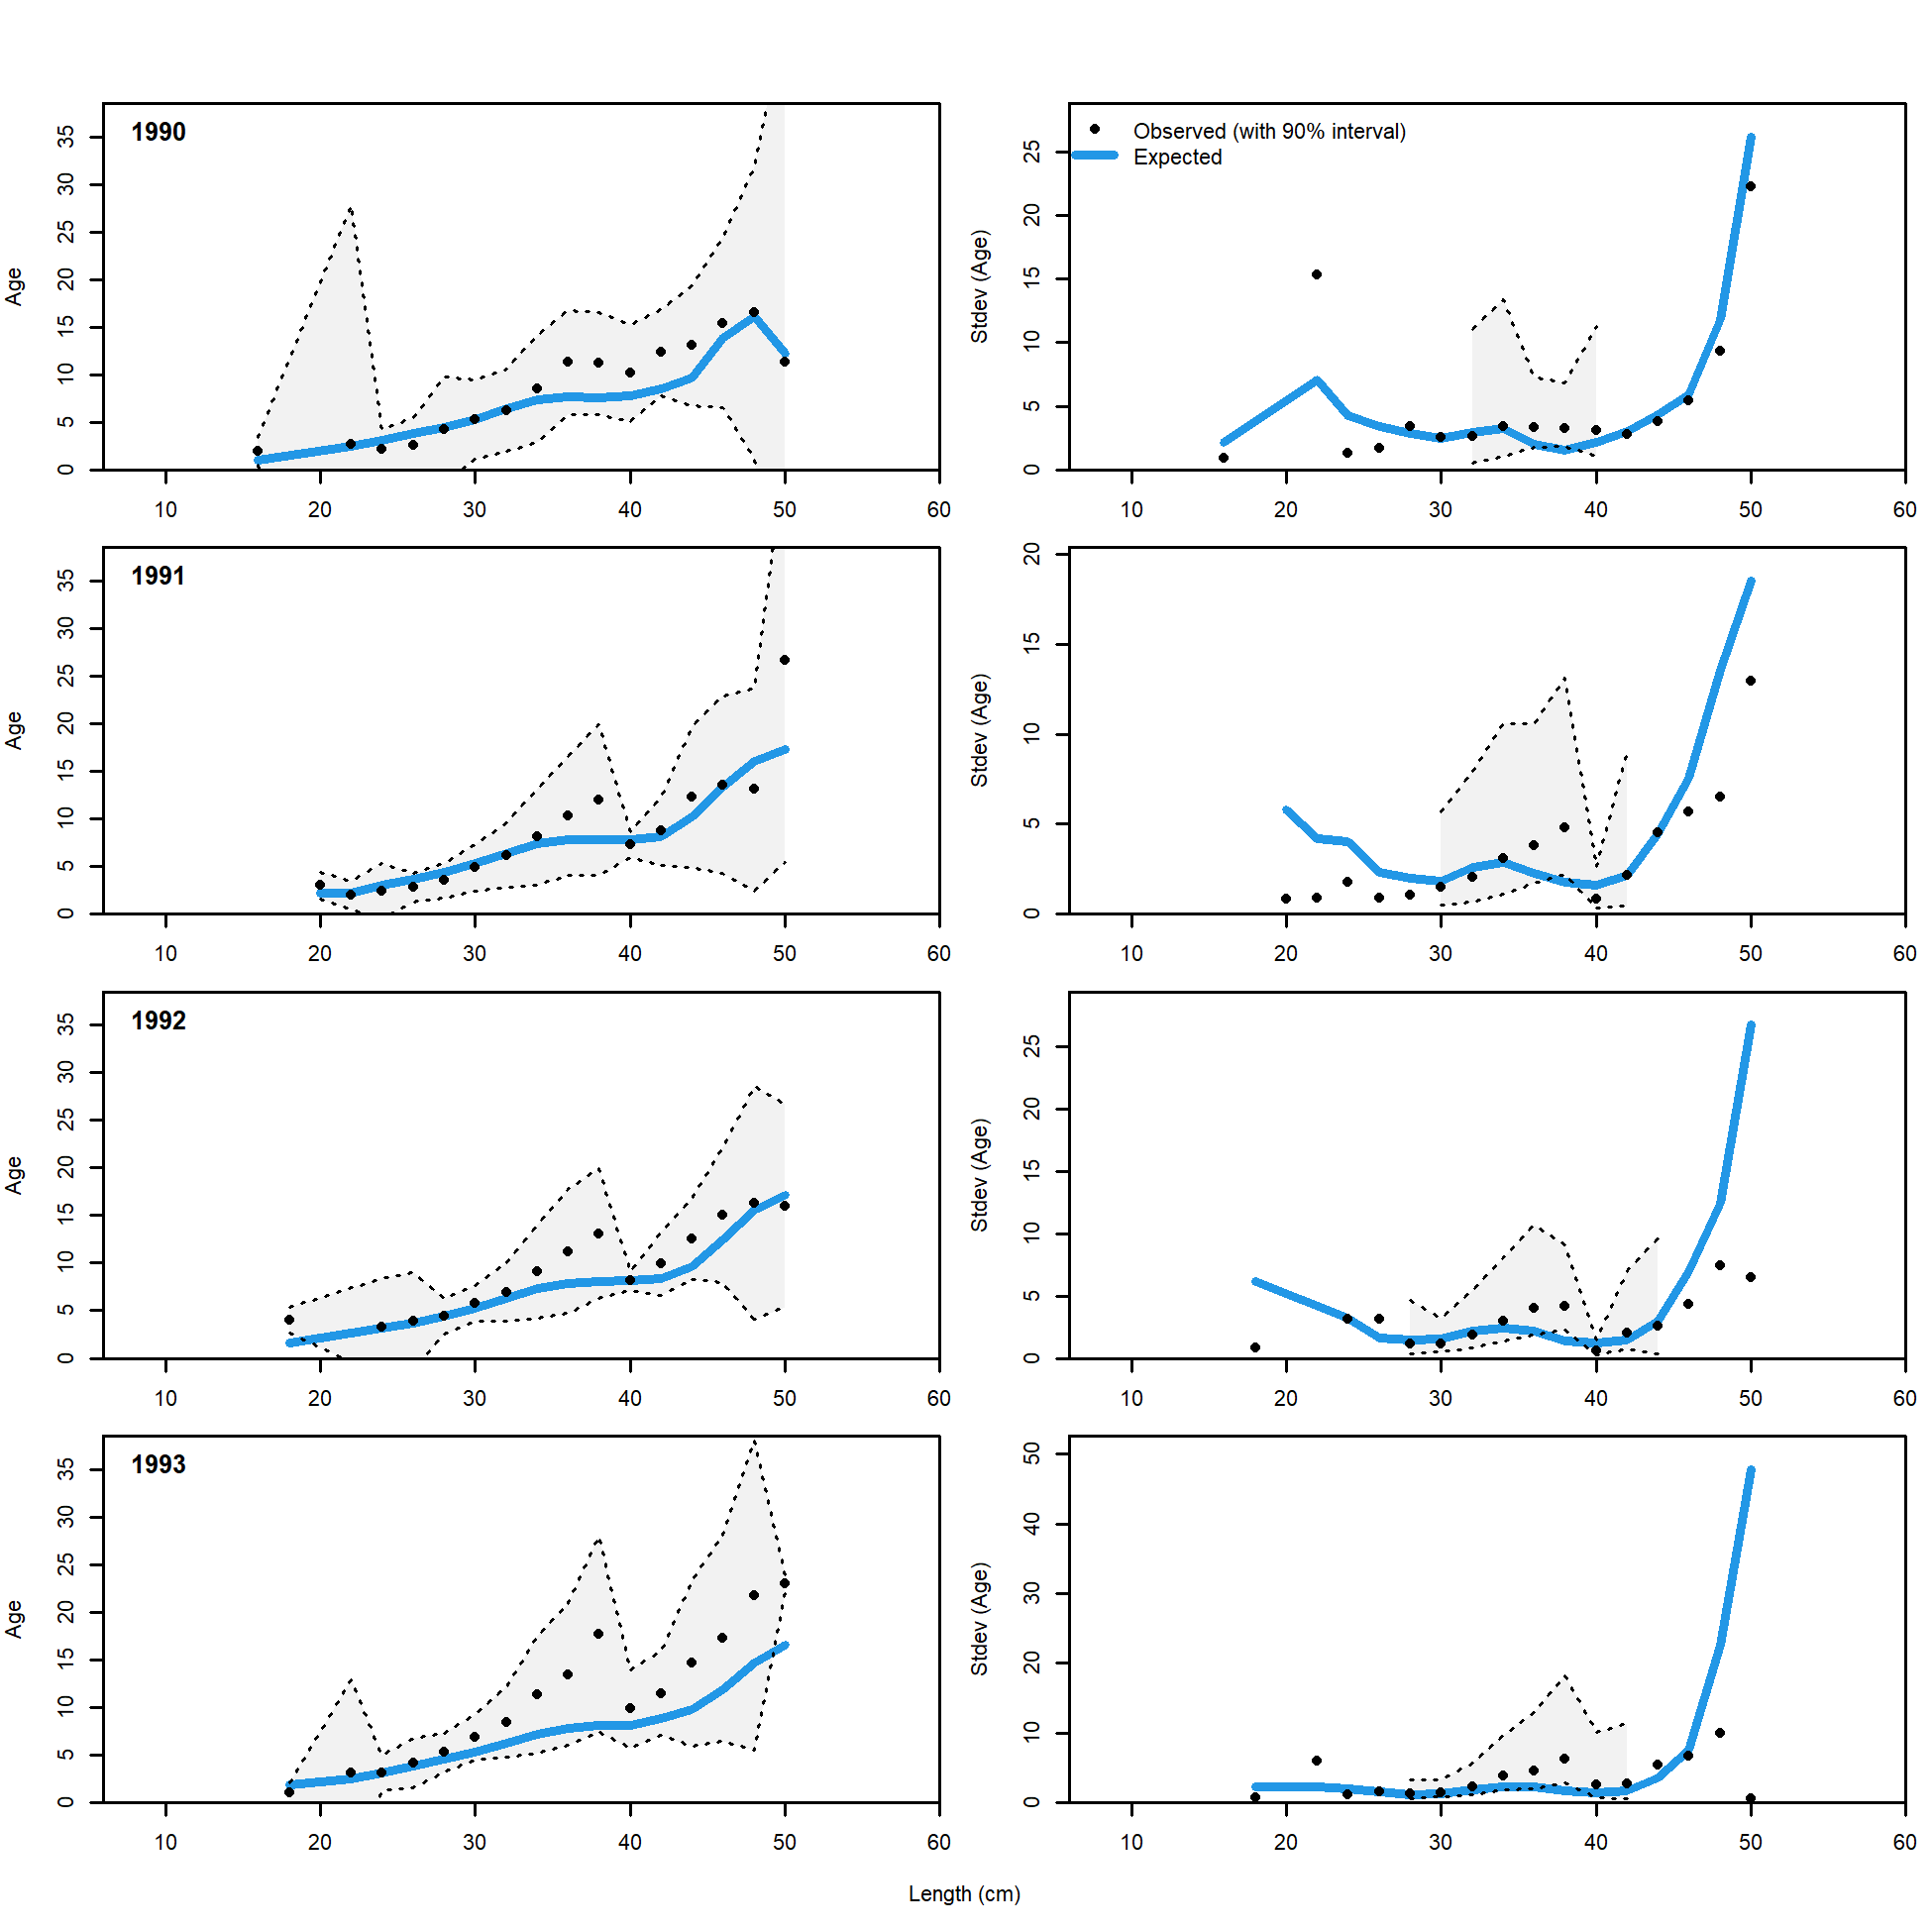 1990
Age
0 5 10 15 20 25 30 35
10 20 30 40 50 60
Observed (with 90% interval)
Expected
Stdev (Age)
0 5 10 15 20 25
10 20 30 40 50 60
1991
Age
0 5 10 15 20 25 30 35
10 20 30 40 50 60
Stdev (Age)
0 5 10 15 20
10 20 30 40 50 60
1992
Age
0 5 10 15 20 25 30 35
10 20 30 40 50 60
Stdev (Age)
0 5 10 15 20 25
10 20 30 40 50 60
1993
Age
0 5 10 15 20 25 30 35
10 20 30 40 50 60
Stdev (Age)
0 10 20 30 40 50
10 20 30 40 50 60
Length (cm)